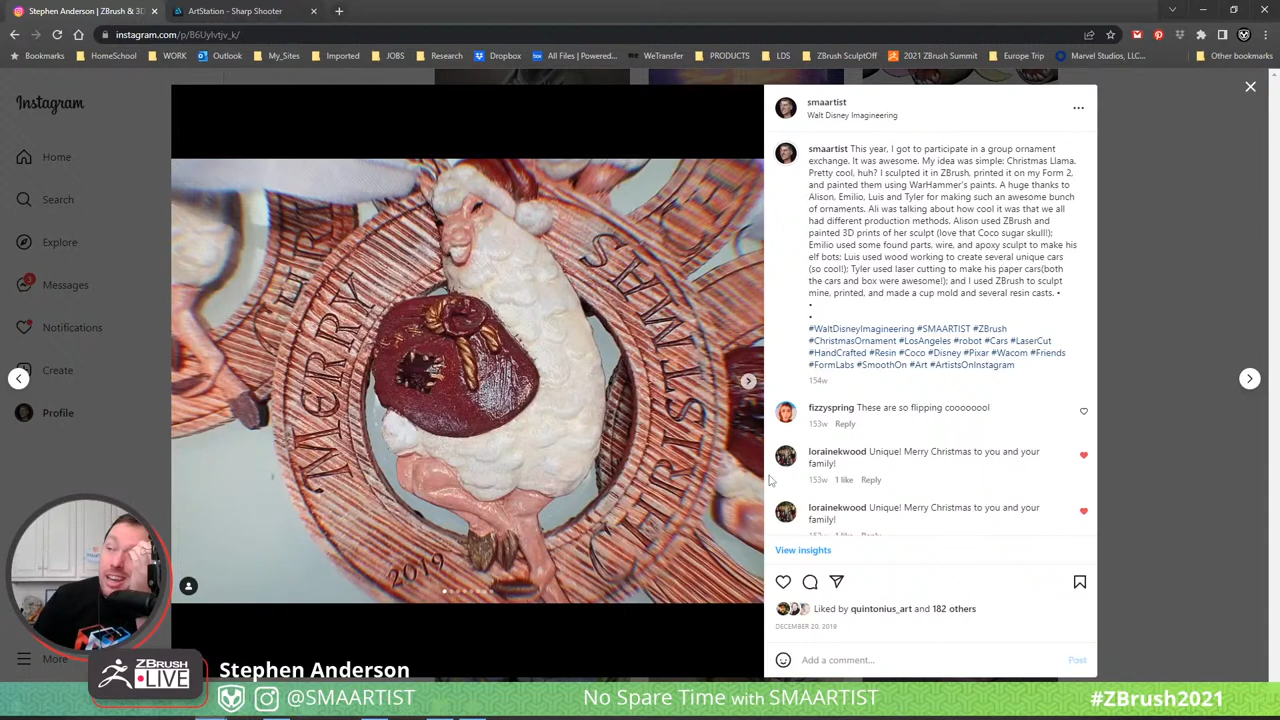 Stephen Anderson | ZBrush & 3D
ArtStation - Sharp Shooter
instagram.com/p/B6Uylvtjv_k/
Bookmarks HomeSchool WORK Outlook My_Sites Imported Jobs Research Dropbox All Files | Powered... WeTransfer PRODUCTS LDS ZBrush SculptOff 2021 ZBrush Summit Europe Trip Marvel Studios, LLC... Other bookmarks
Instagram
Home
Search
Explore
3
Messages
Notifications
Create
Profile
More
MERRY
CHRISTMAS
2019
smaartist
Walt Disney Imagineering
smaartist This year, I got to participate in a group ornament
exchange. It was awesome. My idea was simple: Christmas Llama.
Pretty cool, huh? I sculpted it in ZBrush, printed it on my Form 2,
and painted them using WarHammer's paints. A huge thanks to
Alison, Emilio, Luis and Tyler for making such an awesome bunch
of ornaments. Ali was talking about how cool it was that we all
had different production methods. Alison used ZBrush and
painted 3D prints of her sculpt (love that Coco sugar skull!);
Emilio used some found parts, wire, and apoxy sculpt to make his
elf bots; Luis used wood working to create several unique cars
(so cool!); Tyler used laser cutting to make his paper cars(both
the cars and box were awesome!); and I used ZBrush to sculpt
mine, printed, and made a cup mold and several resin casts. •
•
•
#WaltDisneyImagineering #SMAARTIST #ZBrush
#ChristmasOrnament #LosAngeles #robot #Cars #LaserCut
#HandCrafted #Resin #Coco #Disney #Pixar #Wacom #Friends
#FormLabs #SmoothOn #Art #ArtistsOnInstagram
154w
fizzyspring These are so flipping coooooool
153w Reply
lorainekwood Unique! Merry Christmas to you and your
family!
153w 1 like Reply
lorainekwood Unique! Merry Christmas to you and your
family!
View insights
Liked by quintonius_art and 182 others
DECEMBER 20, 2019
Add a comment...
Post
ZBRUSH
LIVE
Stephen Anderson
@SMAARTIST
No Spare Time with SMAARTIST
#ZBrush2021